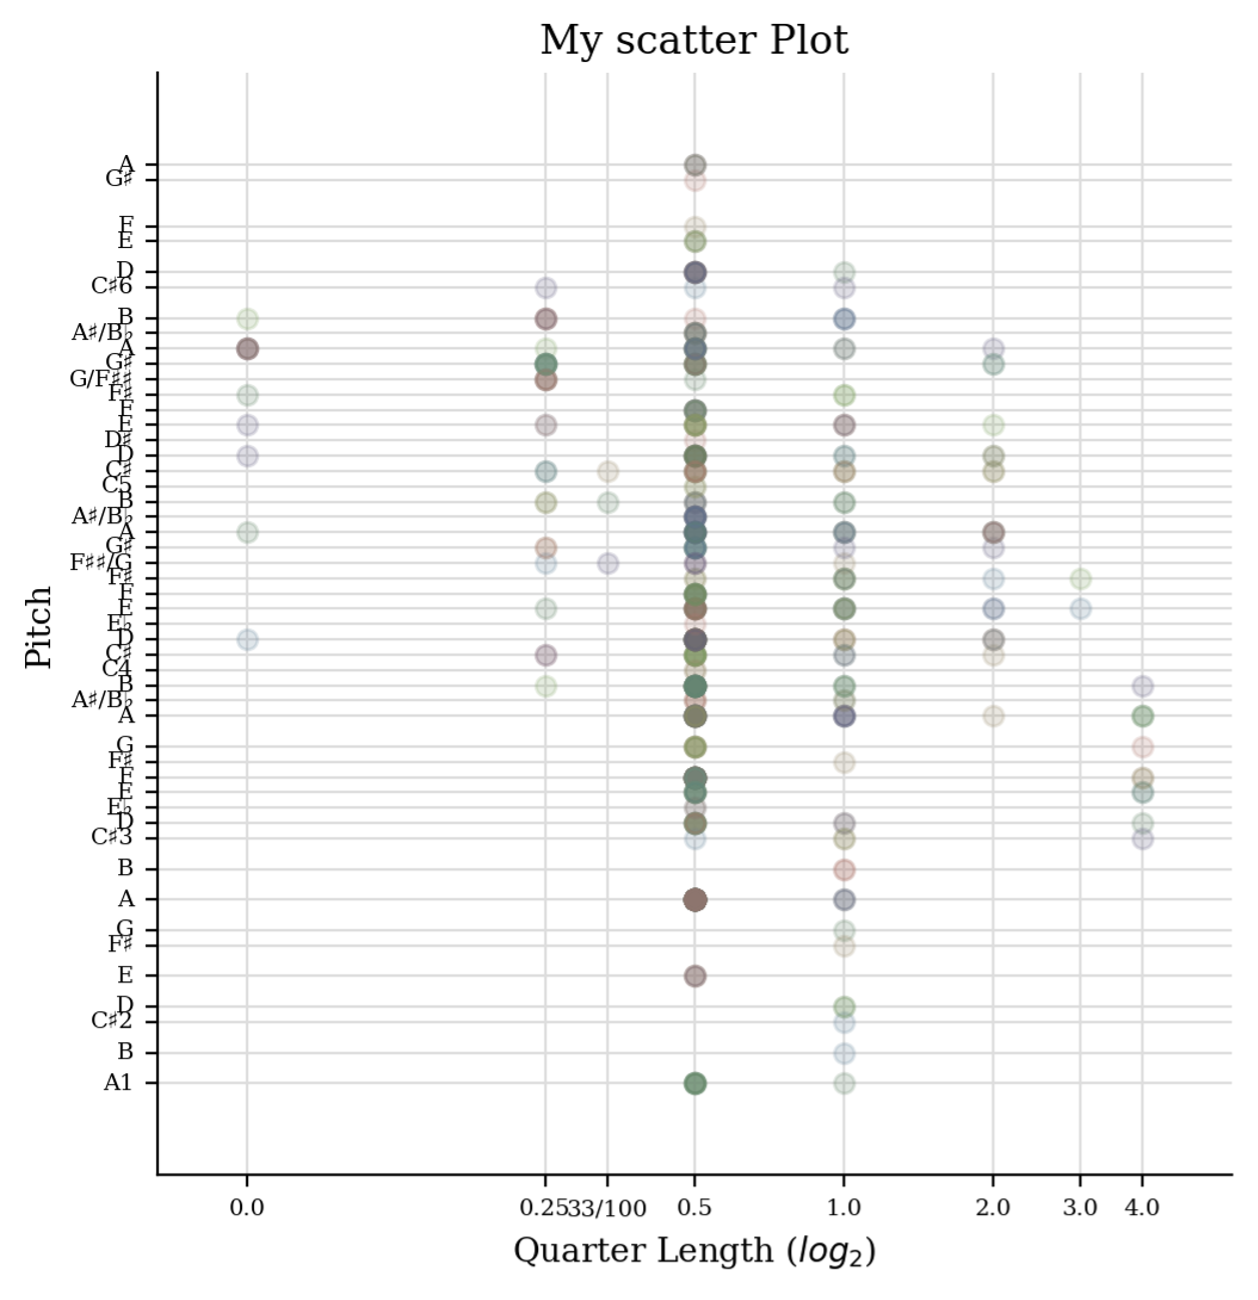 My scatter Plot
A
G♯
F
E
D
C♯6
B
A♯/B♭
A
G♯
G/F♯♯
F♯
F
E
D♯
D
C♯
C5
B
A♯/B♭
A
G♯
F♯♯/G
F♯
F
E
E♭
D
C♯
C4
B
A♯/B♭
A
G
F♯
F
E
E♭
D
C♯3
B
A
G
F♯
E
D
C♯2
B
A1
Pitch
0.0 0.25 33/100 0.5 1.0 2.0 3.0 4.0
Quarter Length (log₂)